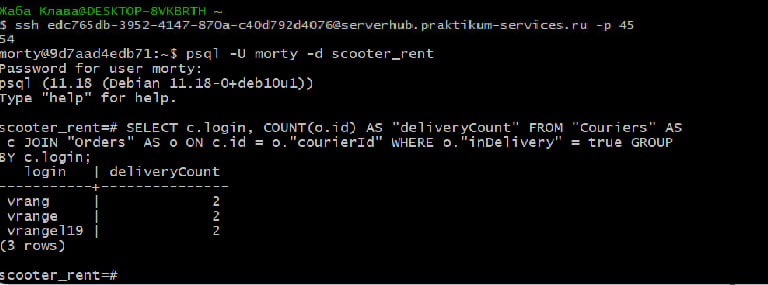 Жаба Клава@DESKTOP-8VKBRTH ~
$ ssh edc765db-3952-4147-870a-c40d792d4076@serverhub.praktikum-services.ru -p 45
54
morty@9d7aad4edb71:~$ psql -U morty -d scooter_rent
Password for user morty:
psql (11.18 (Debian 11.18-0+deb10u1))
Type "help" for help.
scooter_rent=# SELECT c.login, COUNT(o.id) AS "deliveryCount" FROM "Couriers" AS
c JOIN "Orders" AS o ON c.id = o."courierId" WHERE o."inDelivery" = true GROUP
BY c.login;
login | deliveryCount
----------+---------------
vrang | 2
vrange | 2
vrangel19 | 2
(3 rows)
scooter_rent=#